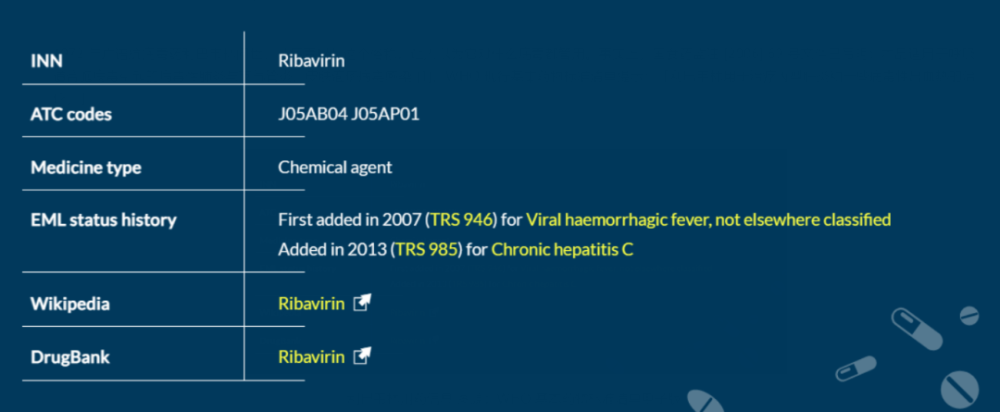 INN Ribavirin
ATC codes J05AB04 J05AP01
Medicine type Chemical agent
EML status history First added in 2007 (TRS 946) for Viral haemorrhagic fever, not elsewhere classified
Added in 2013 (TRS 985) for Chronic hepatitis C
Wikipedia Ribavirin
DrugBank Ribavirin